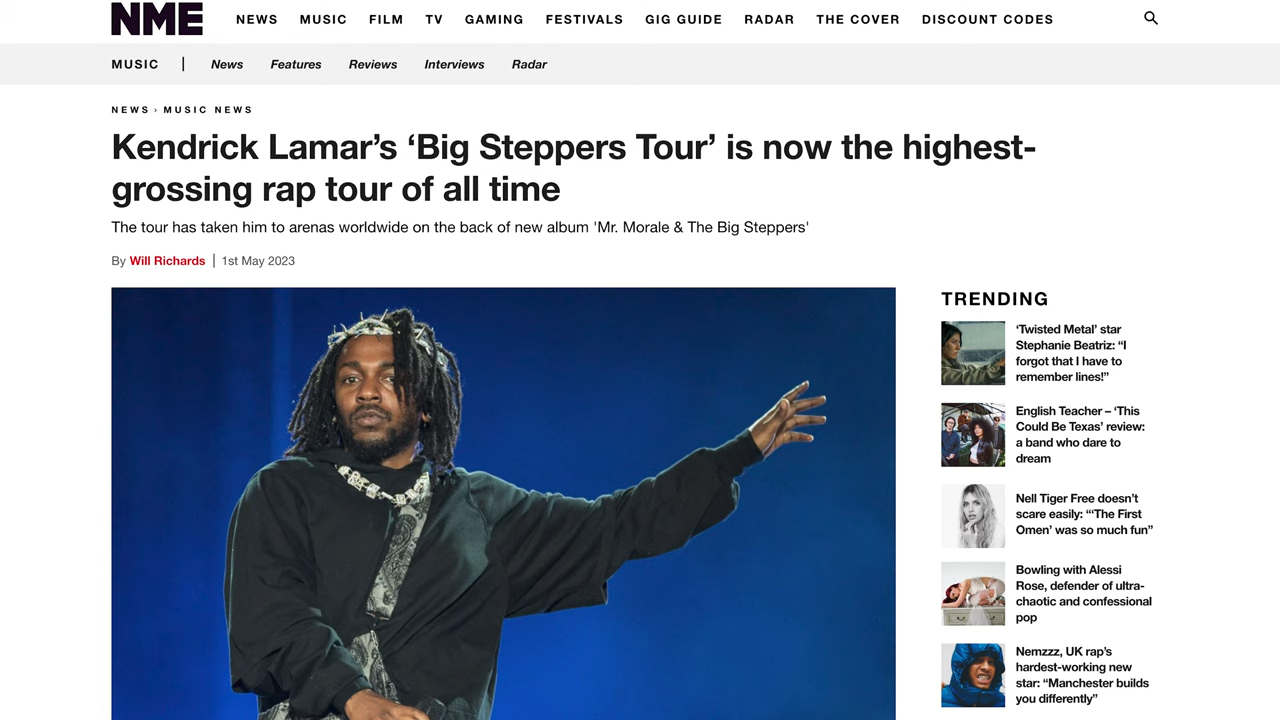 NME NEWS MUSIC FILM TV GAMING FESTIVALS GIG GUIDE RADAR THE COVER DISCOUNT CODES
MUSIC | News Features Reviews Interviews Radar
NEWS › MUSIC NEWS
Kendrick Lamar’s ‘Big Steppers Tour’ is now the highest-
grossing rap tour of all time
The tour has taken him to arenas worldwide on the back of new album 'Mr. Morale & The Big Steppers'
By Will Richards | 1st May 2023
TRENDING
‘Twisted Metal’ star
Stephanie Beatriz: “I
forgot that I have to
remember lines!”
English Teacher – ‘This
Could Be Texas’ review:
a band who dare to
dream
Nell Tiger Free doesn’t
scare easily: “‘The First
Omen’ was so much fun”
Bowling with Alessi
Rose, defender of ultra-
chaotic and confessional
pop
Nemzzz, UK rap’s
hardest-working new
star: “Manchester builds
you differently”